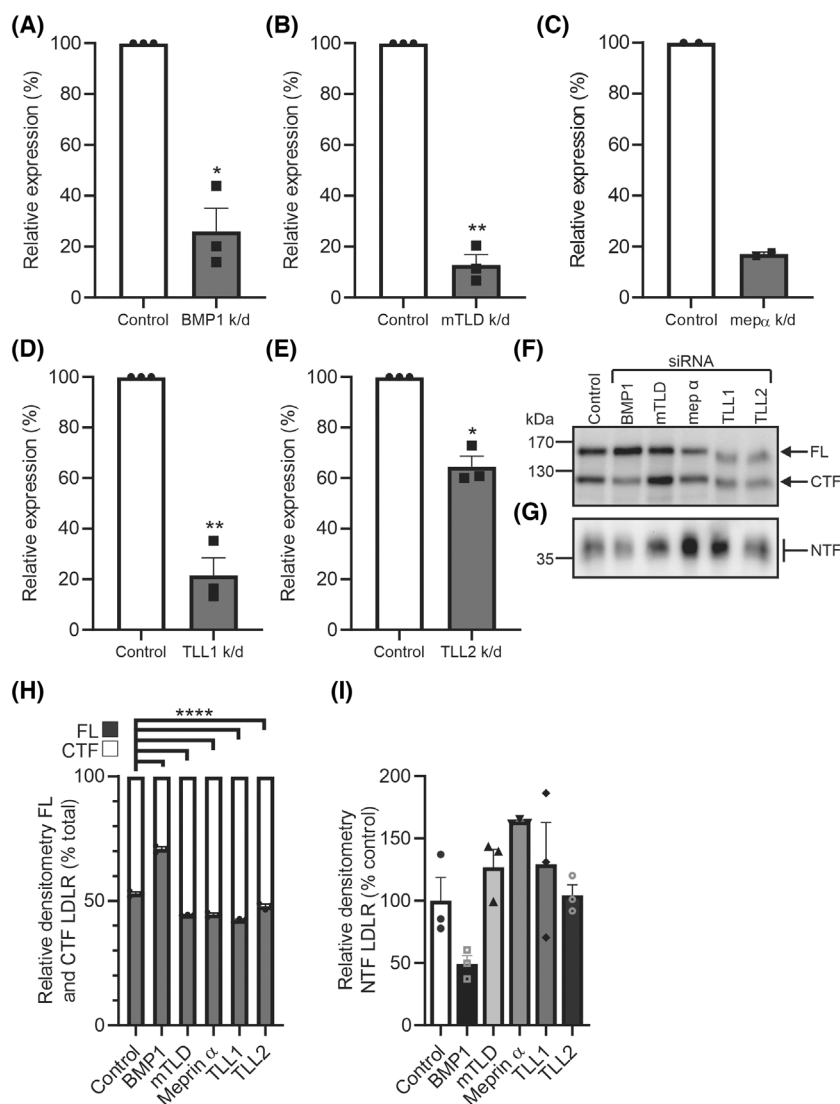 (A)
Relative expression (%)
100
80
60
40
20
0
*
Control
BMP1 k/d
(B)
Relative expression (%)
100
80
60
40
20
0
**
Control
mTLD k/d
(C)
Relative expression (%)
100
80
60
40
20
0
Control
mepα k/d
(D)
Relative expression (%)
100
80
60
40
20
0
**
Control
TLL1 k/d
(E)
Relative expression (%)
100
80
60
40
20
0
*
Control
TLL2 k/d
(F)
siRNA
Control
BMP1
mTLD
mep α
TLL1
TLL2
kDa
170
130
FL
CTF
(G)
35
NTF
(H)
FL
CTF
****
Relative densitometry FL
and CTF LDLR (% total)
100
50
0
Control
BMP1
mTLD
Meprin α
TLL1
TLL2
(I)
Relative densitometry
NTF LDLR (% control)
200
150
100
50
0
Control
BMP1
mTLD
Meprin α
TLL1
TLL2